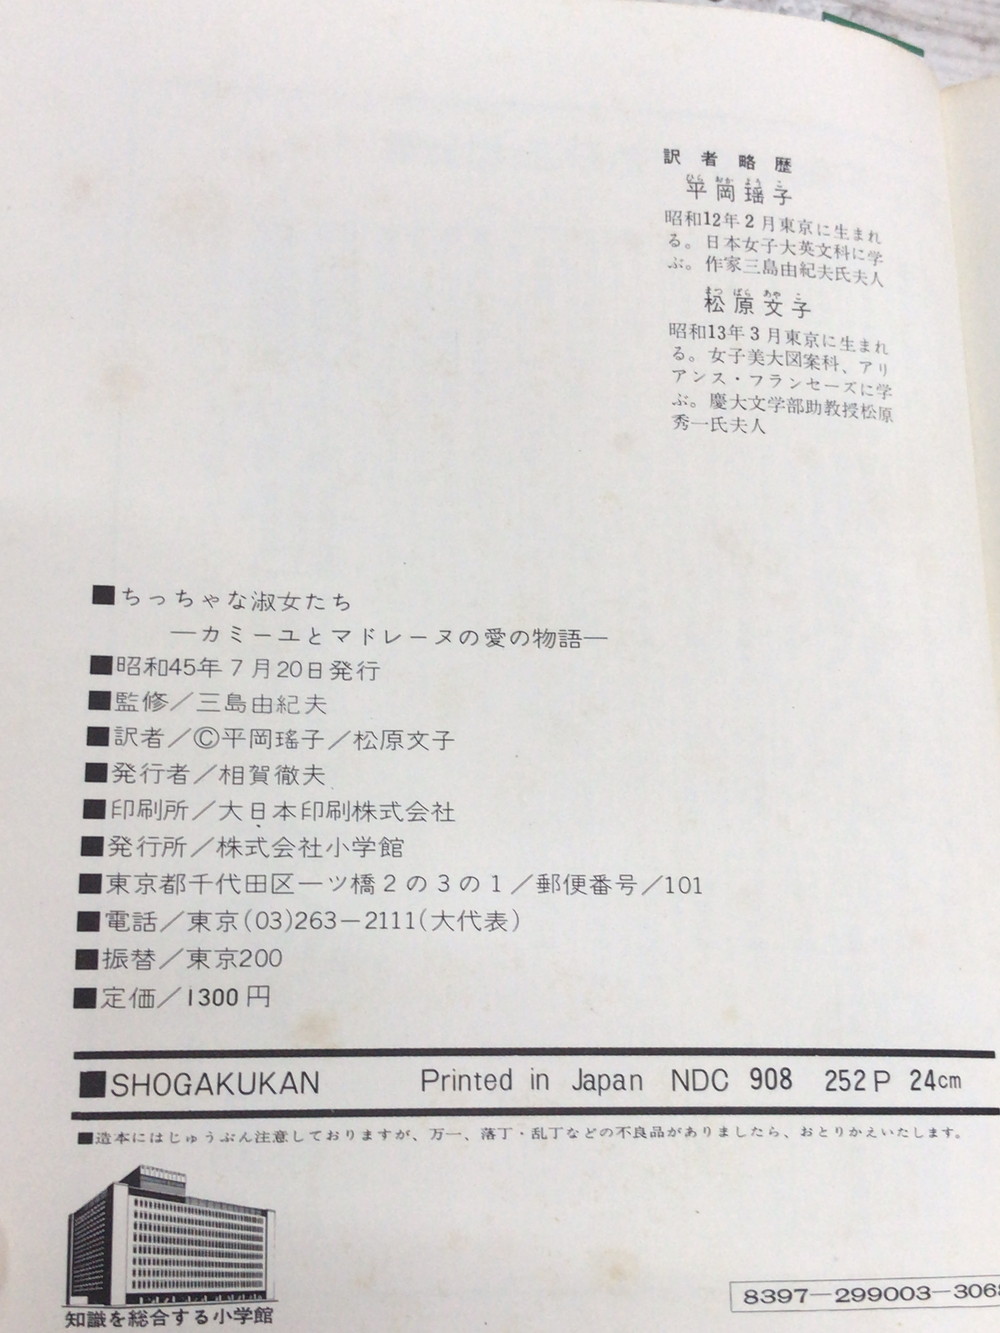 訳者略歴
平岡瑶子
昭和12年2月東京に生まれ
る。日本女子大英文科に学
ぶ。作家三島由紀夫氏夫人
松原文子
昭和13年3月東京に生まれ
る。女子美大図案科、アリ
アンス・フランセーズに学
ぶ。慶大文学部助教授松原
秀一氏夫人
■ちっちゃな淑女たち
―カミーユとマドレーヌの愛の物語―
■昭和45年7月20日発行
■監修／三島由紀夫
■訳者／©平岡瑤子／松原文子
■発行者／相賀徹夫
■印刷所／大日本印刷株式会社
■発行所／株式会社小学館
■東京都千代田区一ツ橋2の3の1／郵便番号／101
■電話／東京(03)263−2111(大代表)
■振替／東京200
■定価／1300円
■SHOGAKUKAN Printed in Japan NDC 908 252P 24cm
■造本にはじゅうぶん注意しておりますが、万一、落丁・乱丁などの不良品がありましたら、おとりかえいたします。
知識を総合する小学館
8397−299003−306